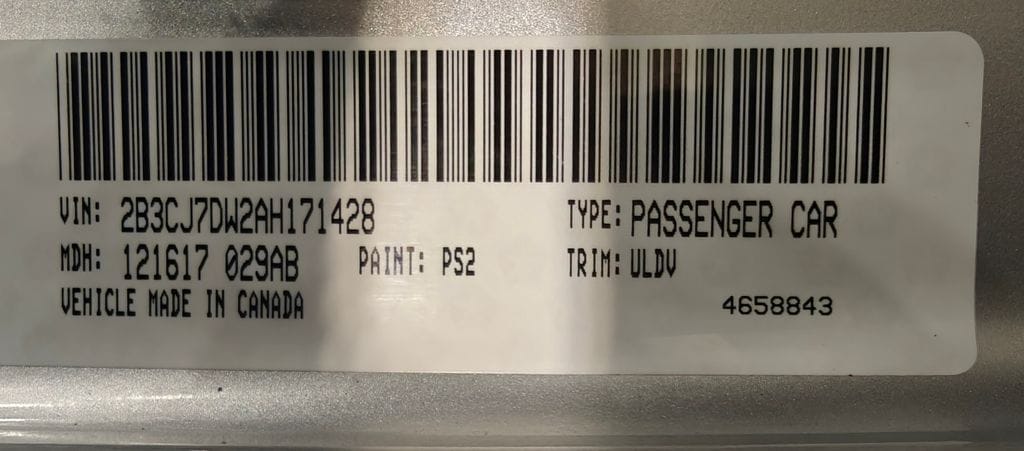 VIN: 2B3CJ7DW2AH171428 TYPE: PASSENGER CAR
MDH: 121617 029AB PAINT: PS2 TRIM: ULDV
VEHICLE MADE IN CANADA 4658843